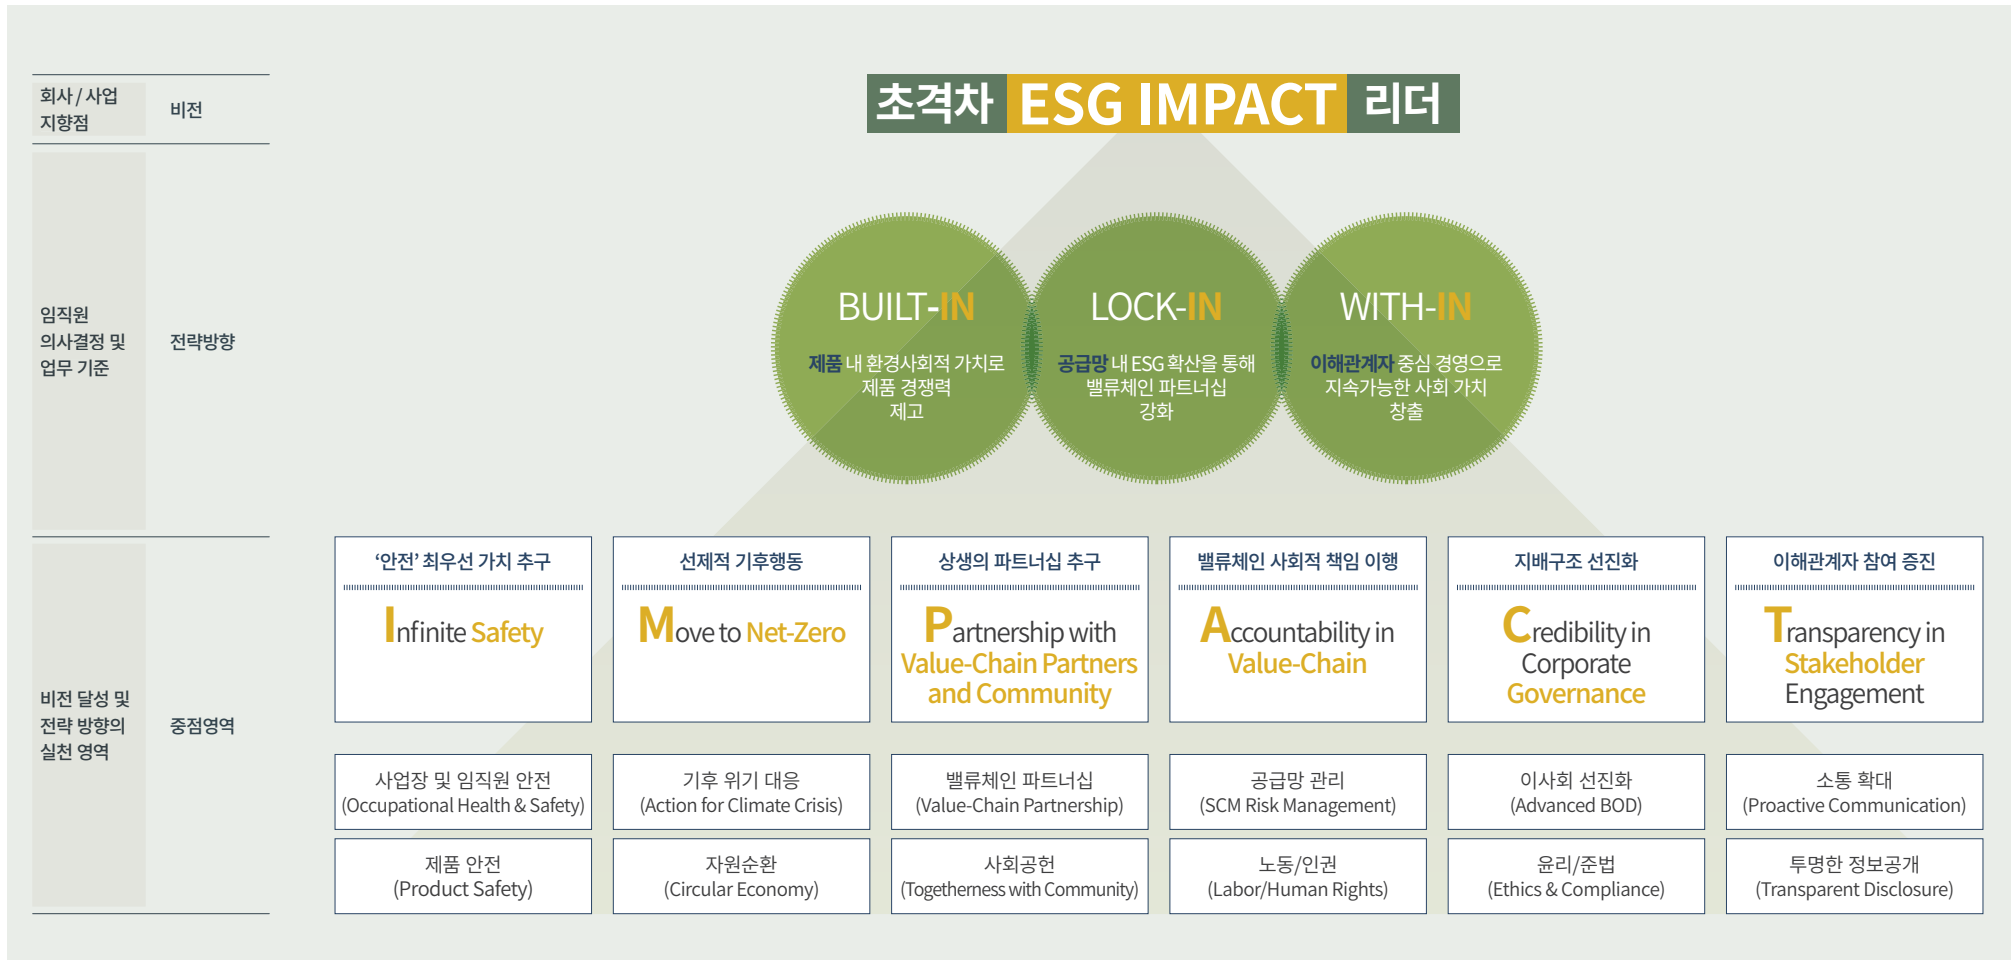 회사 / 사업
지향점
비전
초격차 ESG IMPACT 리더
임직원
의사결정 및
업무 기준
전략방향
BUILT-IN
제품 내 환경사회적 가치로
제품 경쟁력
제고
LOCK-IN
공급망 내 ESG 확산을 통해
밸류체인 파트너십
강화
WITH-IN
이해관계자 중심 경영으로
지속가능한 사회 가치
창출
비전 달성 및
전략 방향의
실천 영역
중점영역
‘안전’ 최우선 가치 추구
Infinite Safety
사업장 및 임직원 안전
(Occupational Health & Safety)
제품 안전
(Product Safety)
선제적 기후행동
Move to Net-Zero
기후 위기 대응
(Action for Climate Crisis)
자원순환
(Circular Economy)
상생의 파트너십 추구
Partnership with
Value-Chain Partners
and Community
밸류체인 파트너십
(Value-Chain Partnership)
사회공헌
(Togetherness with Community)
밸류체인 사회적 책임 이행
Accountability in
Value-Chain
공급망 관리
(SCM Risk Management)
노동/인권
(Labor/Human Rights)
지배구조 선진화
Credibility in
Corporate
Governance
이사회 선진화
(Advanced BOD)
윤리/준법
(Ethics & Compliance)
이해관계자 참여 증진
Transparency in
Stakeholder
Engagement
소통 확대
(Proactive Communication)
투명한 정보공개
(Transparent Disclosure)